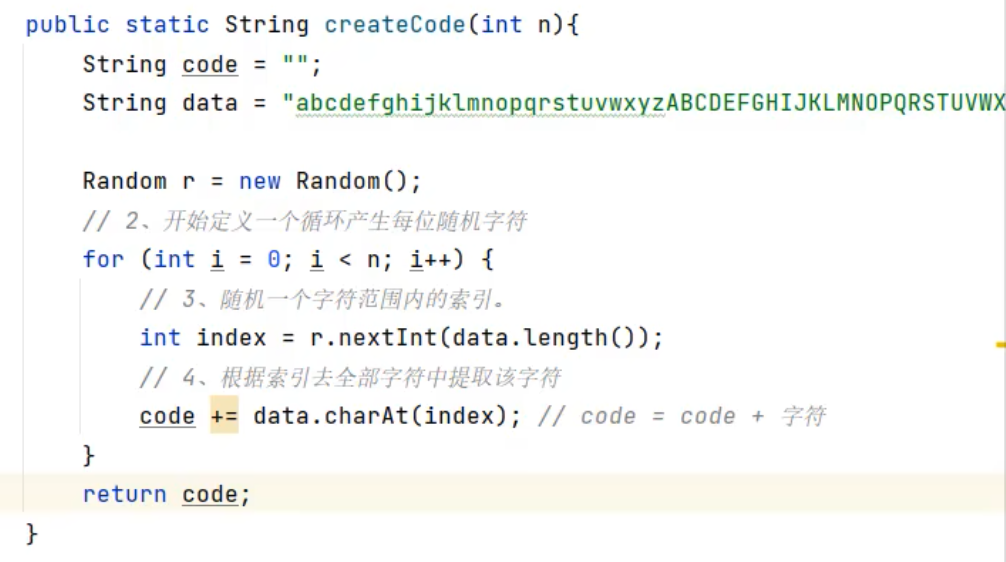 public static String createCode(int n){
String code = "";
String data = "abcdefghijklmnopqrstuvwxyzABCDEFGHIJKLMNOPQRSTUVWX
Random r = new Random();
// 2、开始定义一个循环产生每位随机字符
for (int i = 0; i < n; i++) {
// 3、随机一个字符范围内的索引。
int index = r.nextInt(data.length());
// 4、根据索引去全部字符中提取该字符
code += data.charAt(index); // code = code + 字符
}
return code;
}